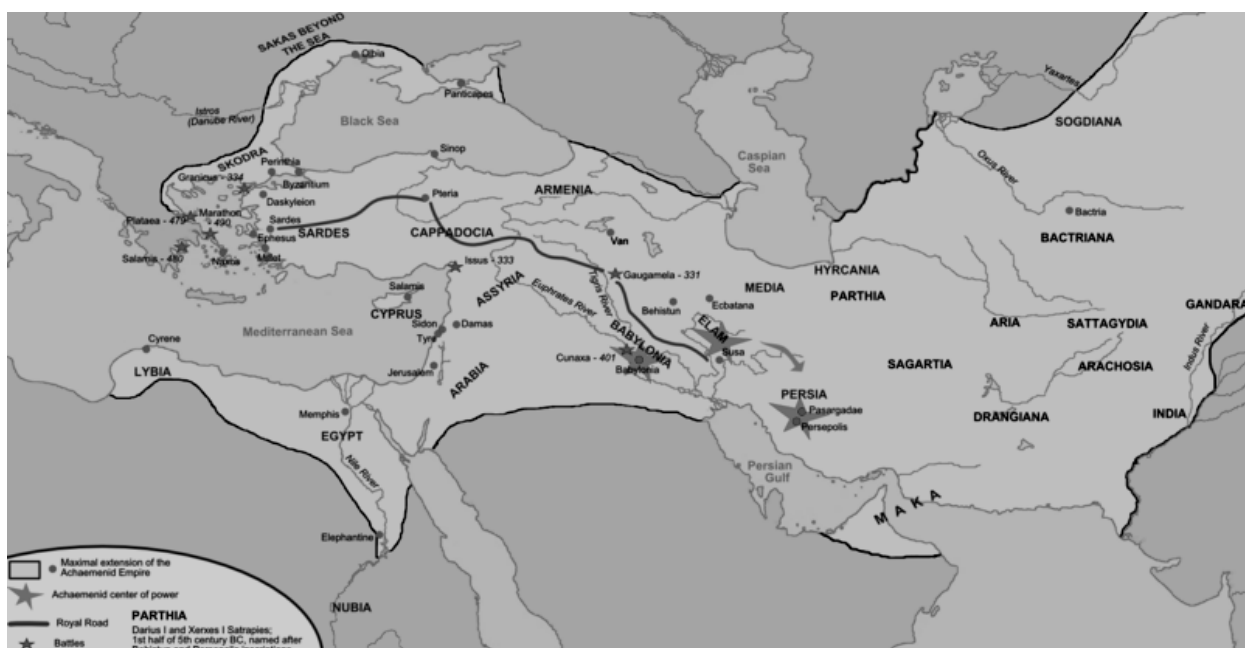 SAKAS BEYOND
THE SEA
Olbia
Panticapes
Istros
(Danube River)
Black Sea
Caspian
Sea
Yaxartes
SOGDIANA
Oxus River
SKODRA
Perinthia
Sinop
Granicus - 334
Byzantium
Daskyleion
Pteria
ARMENIA
Bactria
BACTRIANA
Plataea - 479
Marathon
- 490
Sardes
SARDES
CAPPADOCIA
Van
Ephesus
Salamis - 480
Naxos
Millet
Issus - 333
ASSYRIA
Tigris River
Gaugamela - 331
MEDIA
HYRCANIA
PARTHIA
GANDARA
Salamis
CYPRUS
Euphrates River
Behistun
Ecbatana
ARIA
SATTAGYDIA
Indus River
Mediterranean Sea
Sidon
Tyre
Damas
BABYLONIA
ELAM
Susa
Cyrene
LYBIA
Cunaxa - 401
Babylonia
SAGARTIA
ARACHOSIA
Jerusalem
ARABIA
PERSIA
Pasargadae
Persepolis
DRANGIANA
INDIA
Memphis
EGYPT
Nile River
Persian
Gulf
MAKA
Elephantine
NUBIA
Maximal extension of the
Achaemenid Empire
Achaemenid center of power
Royal Road
Battles
PARTHIA
Darius I and Xerxes I Satrapies;
1st half of 5th century BC, named after